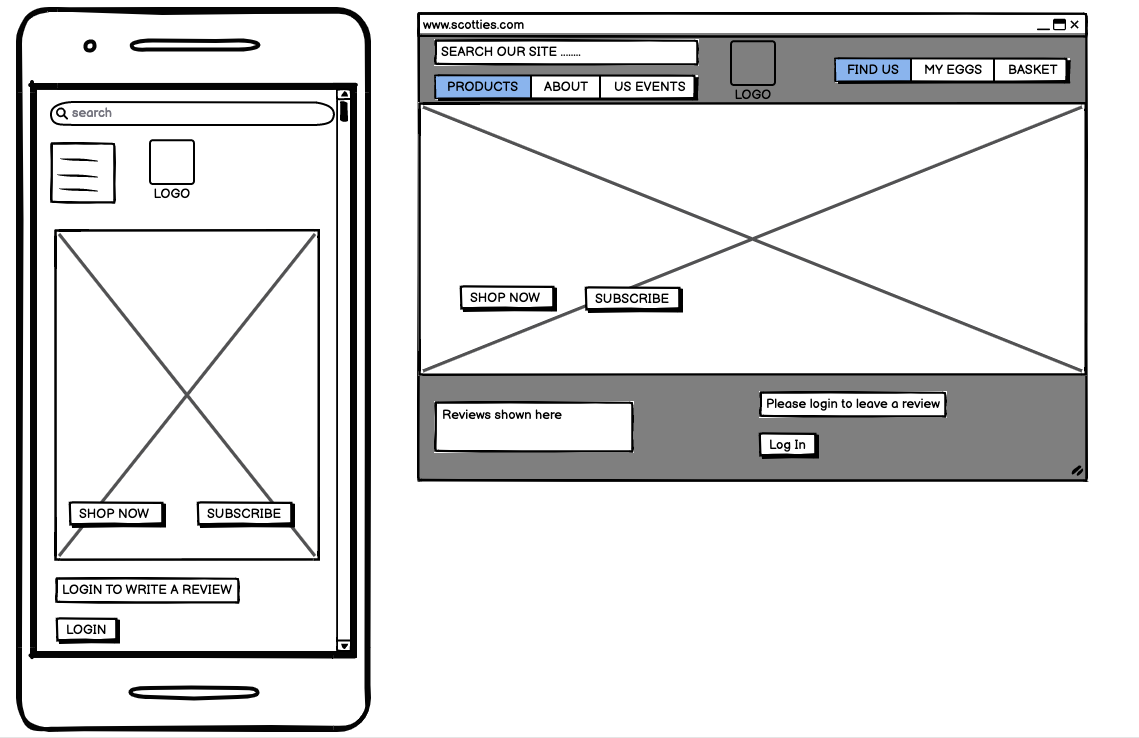 search
LOGO
SHOP NOW
SUBSCRIBE
LOGIN TO WRITE A REVIEW
LOGIN
www.scotties.com
SEARCH OUR SITE ........
PRODUCTS
ABOUT
US EVENTS
LOGO
FIND US
MY EGGS
BASKET
SHOP NOW
SUBSCRIBE
Reviews shown here
Please login to leave a review
Log In